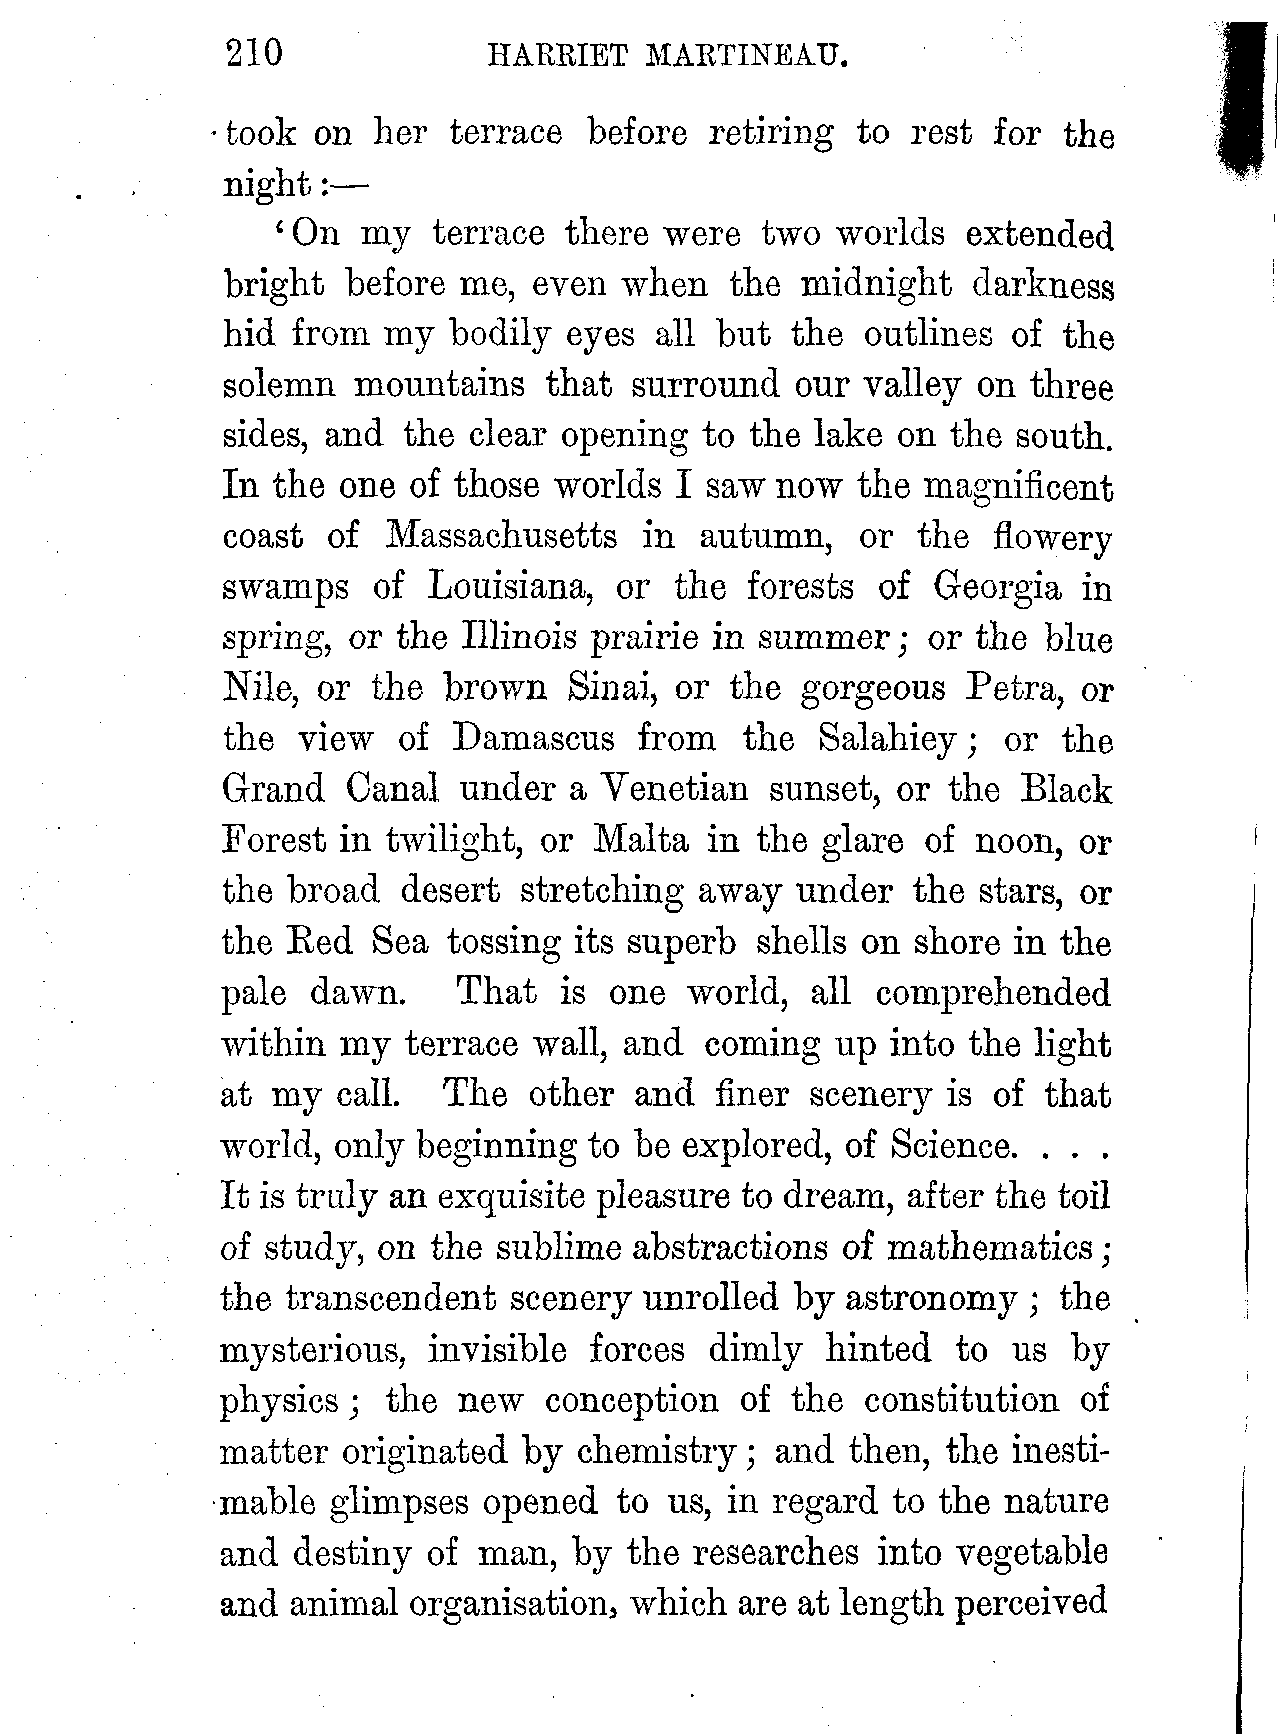 210 HARRIET MARTINEAU.
took on her terrace before retiring to rest for the
night :—
‘On my terrace there were two worlds extended
bright before me, even when the midnight darkness
hid from my bodily eyes all but the outlines of the
solemn mountains that surround our valley on three
sides, and the clear opening to the lake on the south.
In the one of those worlds I saw now the magnificent
coast of Massachusetts in autumn, or the flowery
swamps of Louisiana, or the forests of Georgia in
spring, or the Illinois prairie in summer; or the blue
Nile, or the brown Sinai, or the gorgeous Petra, or
the view of Damascus from the Salahiey; or the
Grand Canal under a Venetian sunset, or the Black
Forest in twilight, or Malta in the glare of noon, or
the broad desert stretching away under the stars, or
the Red Sea tossing its superb shells on shore in the
pale dawn. That is one world, all comprehended
within my terrace wall, and coming up into the light
at my call. The other and finer scenery is of that
world, only beginning to be explored, of Science. . . .
It is truly an exquisite pleasure to dream, after the toil
of study, on the sublime abstractions of mathematics;
the transcendent scenery unrolled by astronomy; the
mysterious, invisible forces dimly hinted to us by
physics; the new conception of the constitution of
matter originated by chemistry; and then, the inesti-
mable glimpses opened to us, in regard to the nature
and destiny of man, by the researches into vegetable
and animal organisation, which are at length perceived